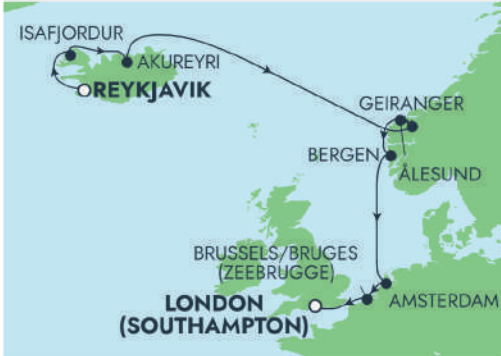 ISAFJORDUR
AKUREYRI
REYKJAVIK
GEIRANGER
BERGEN
ÅLESUND
BRUSSELS/BRUGES
(ZEEBRUGGE)
LONDON
(SOUTHAMPTON)
AMSTERDAM